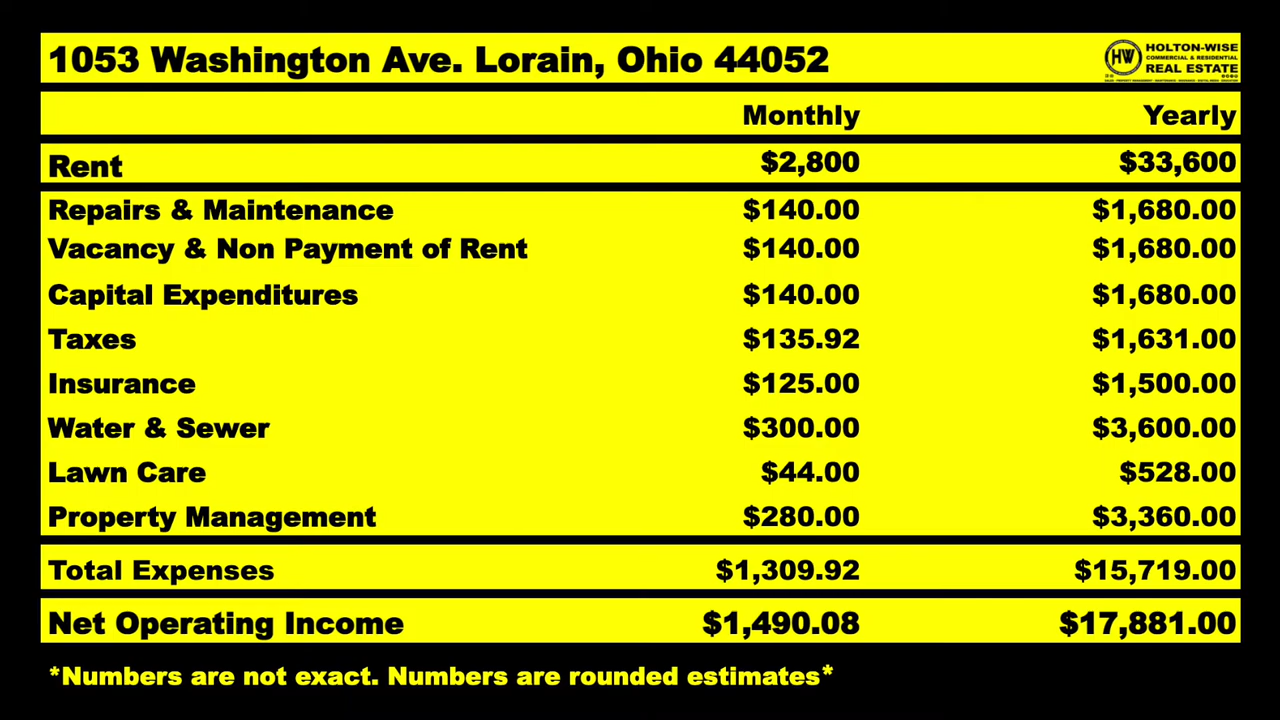 1053 Washington Ave. Lorain, Ohio 44052
HW
HOLTON-WISE
COMMERCIAL & RESIDENTIAL
REAL ESTATE
Monthly Yearly
Rent $2,800 $33,600
Repairs & Maintenance $140.00 $1,680.00
Vacancy & Non Payment of Rent $140.00 $1,680.00
Capital Expenditures $140.00 $1,680.00
Taxes $135.92 $1,631.00
Insurance $125.00 $1,500.00
Water & Sewer $300.00 $3,600.00
Lawn Care $44.00 $528.00
Property Management $280.00 $3,360.00
Total Expenses $1,309.92 $15,719.00
Net Operating Income $1,490.08 $17,881.00
*Numbers are not exact. Numbers are rounded estimates*